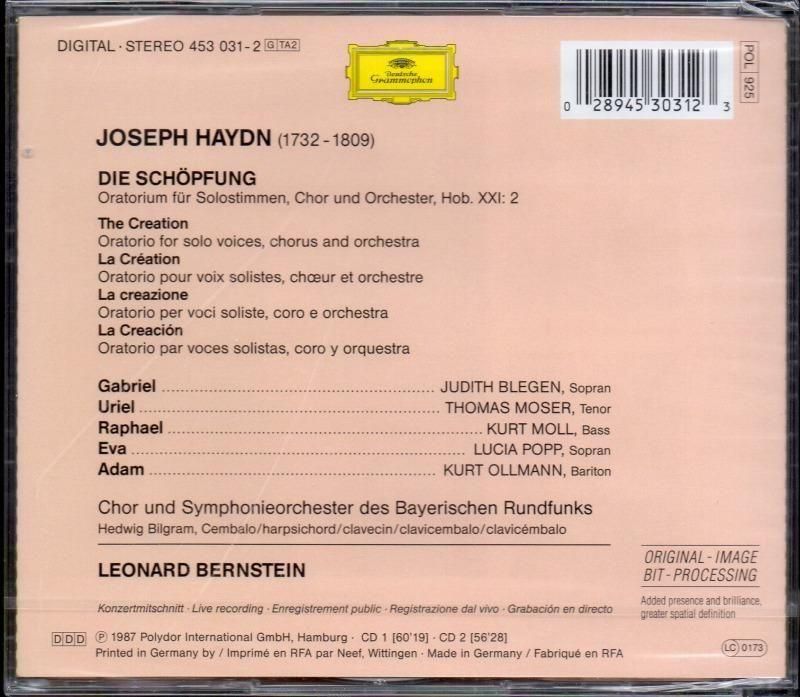 DIGITAL · STEREO 453 031-2 G TA2
Deutsche
Grammophon
0 28945 30312 3
POL 925
JOSEPH HAYDN (1732-1809)
DIE SCHÖPFUNG
Oratorium für Solostimmen, Chor und Orchester, Hob. XXI: 2
The Creation
Oratorio for solo voices, chorus and orchestra
La Création
Oratorio pour voix solistes, chœur et orchestre
La creazione
Oratorio per voci soliste, coro e orchestra
La Creación
Oratorio par voces solistas, coro y orquestra
Gabriel ........ JUDITH BLEGEN, Sopran
Uriel ........ THOMAS MOSER, Tenor
Raphael ........ KURT MOLL, Bass
Eva ........ LUCIA POPP, Sopran
Adam ........ KURT OLLMANN, Bariton
Chor und Symphonieorchester des Bayerischen Rundfunks
Hedwig Bilgram, Cembalo/harpsichord/clavecin/clavicembalo/clavicémbalo
LEONARD BERNSTEIN
ORIGINAL-IMAGE
BIT-PROCESSING
Added presence and brilliance,
greater spatial definition
Konzertmitschnitt · Live recording · Enregistrement public · Registrazione dal vivo · Grabación en directo
DDD ℗ 1987 Polydor International GmbH, Hamburg · CD 1 [60'19] · CD 2 [56'28]
Printed in Germany by / Imprimé en RFA par Neef, Wittingen · Made in Germany / Fabriqué en RFA
LC 0173